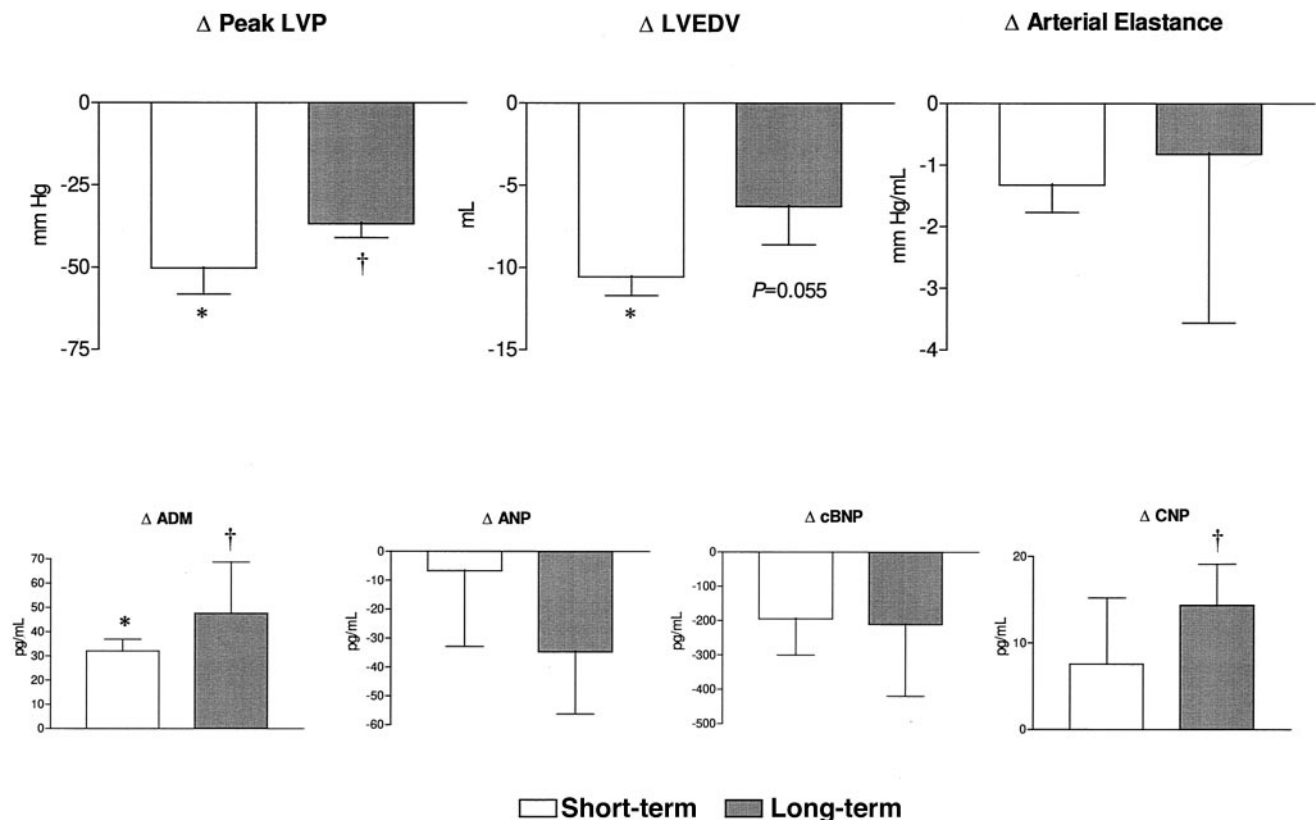 Δ Peak LVP
Δ LVEDV
Δ Arterial Elastance
mm Hg
0
-25
-50
-75
*
†
mL
0
-5
-10
-15
*
P=0.055
mm Hg/mL
0
-1
-2
-3
-4
Δ ADM
Δ ANP
Δ cBNP
Δ CNP
pg/mL
70
60
50
40
30
20
10
0
*
†
pg/mL
0
-10
-20
-30
-40
-50
-60
pg/mL
0
-100
-200
-300
-400
-500
pg/mL
20
10
0
†
Short-term Long-term